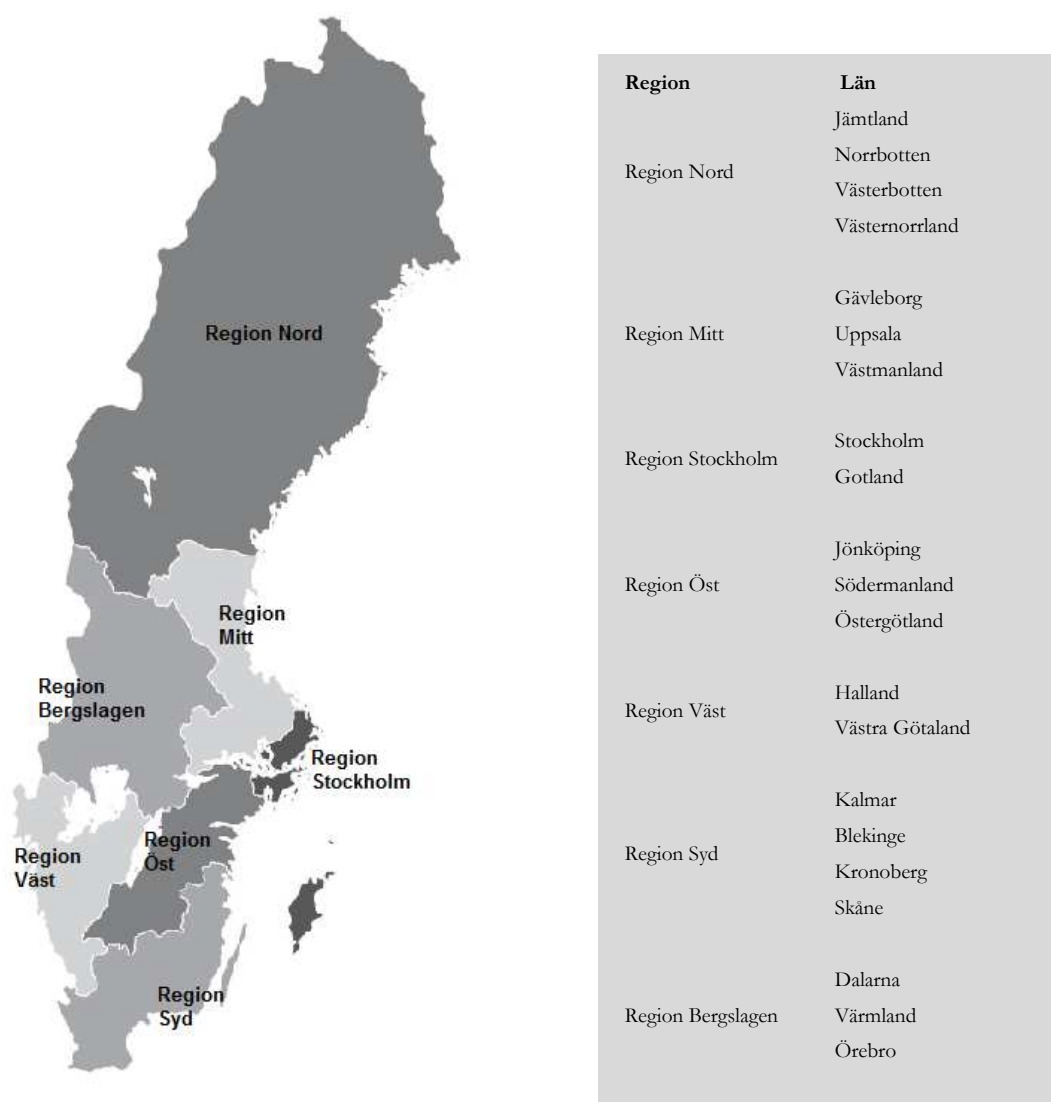 Region Nord
Region
Mitt
Region
Bergslagen
Region
Stockholm
Region
Öst
Region
Väst
Region
Syd
Region Län
Jämtland
Norrbotten
Region Nord
Västerbotten
Västernorrland
Gävleborg
Region Mitt Uppsala
Västmanland
Stockholm
Region Stockholm
Gotland
Jönköping
Region Öst Södermanland
Östergötland
Halland
Region Väst
Västra Götaland
Kalmar
Blekinge
Region Syd
Kronoberg
Skåne
Dalarna
Region Bergslagen Värmland
Örebro